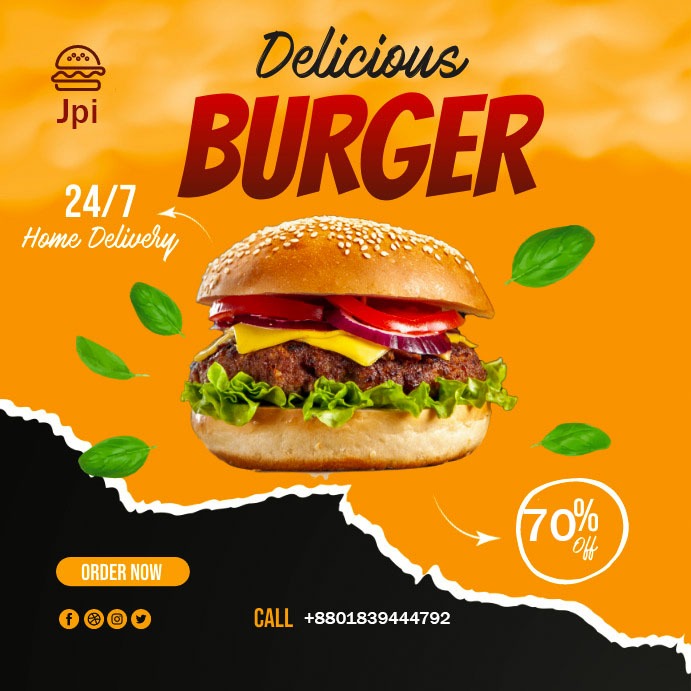 Jpi
Delicious
BURGER
24/7
Home Delivery
70%
Off
ORDER NOW
CALL +8801839444792